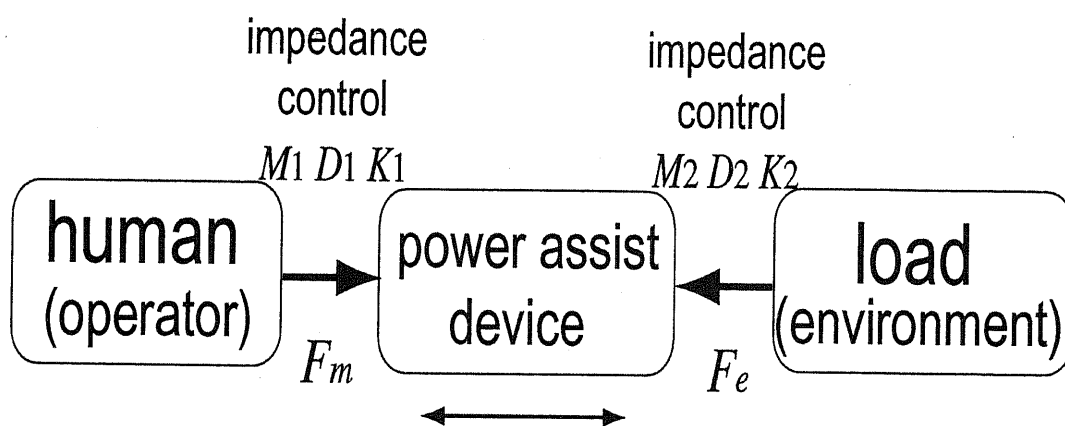 impedance
control
M1 D1 K1
impedance
control
M2 D2 K2
human
(operator)
power assist
device
load
(environment)
Fm
Fe